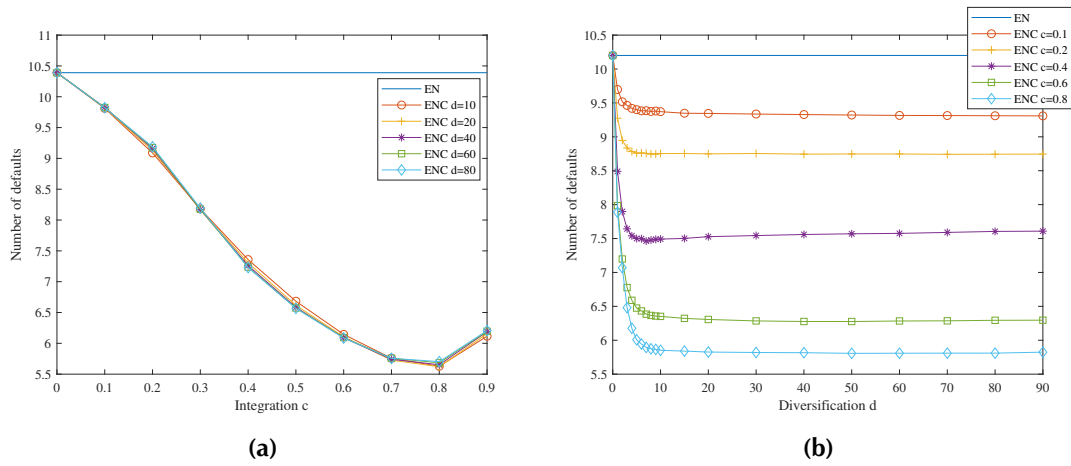 11
10.5
10
9.5
9
8.5
8
7.5
7
6.5
6
5.5
Number of defaults
0 0.1 0.2 0.3 0.4 0.5 0.6 0.7 0.8 0.9
Integration c
EN
ENC d=10
ENC d=20
ENC d=40
ENC d=60
ENC d=80
(a)
10
9.5
9
8.5
8
7.5
7
6.5
6
5.5
Number of defaults
0 10 20 30 40 50 60 70 80 90
Diversification d
EN
ENC c=0.1
ENC c=0.2
ENC c=0.4
ENC c=0.6
ENC c=0.8
(b)